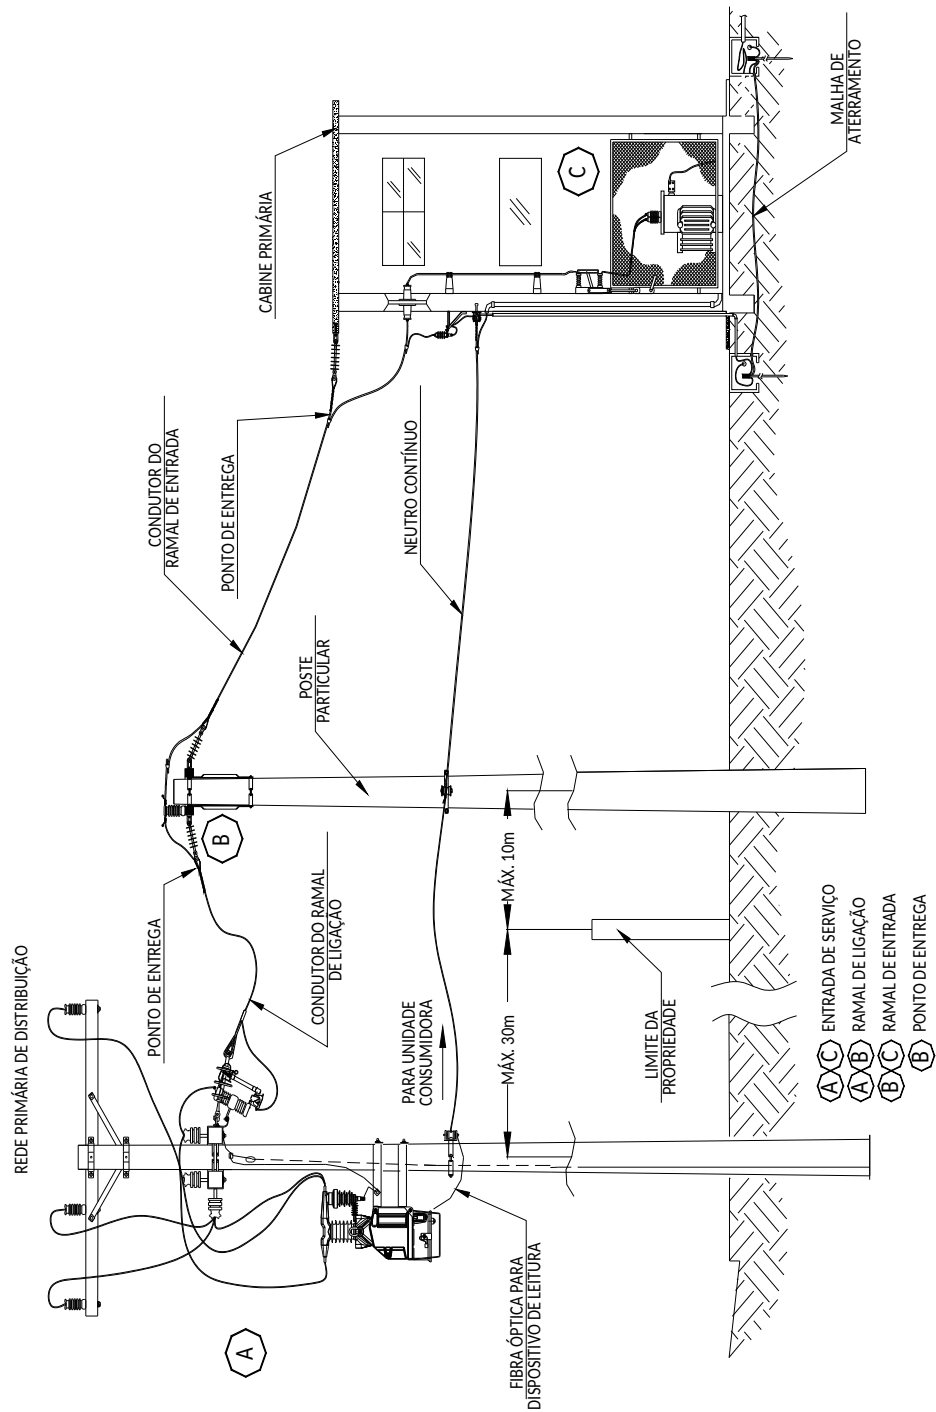 REDE PRIMÁRIA DE DISTRIBUIÇÃO
A
PONTO DE ENTREGA
B
CONDUTOR DO RAMAL
DE LIGAÇÃO
CONDUTOR DO
RAMAL DE ENTRADA
PONTO DE ENTREGA
CABINE PRIMÁRIA
POSTE
PARTICULAR
NEUTRO CONTÍNUO
C
PARA UNIDADE
CONSUMIDORA
FIBRA ÓPTICA PARA
DISPOSITIVO DE LEITURA
MÁX. 30m
MÁX. 10m
LIMITE DA
PROPRIEDADE
MALHA DE
ATERRAMENTO
A C ENTRADA DE SERVIÇO
A B RAMAL DE LIGAÇÃO
B C RAMAL DE ENTRADA
B PONTO DE ENTREGA